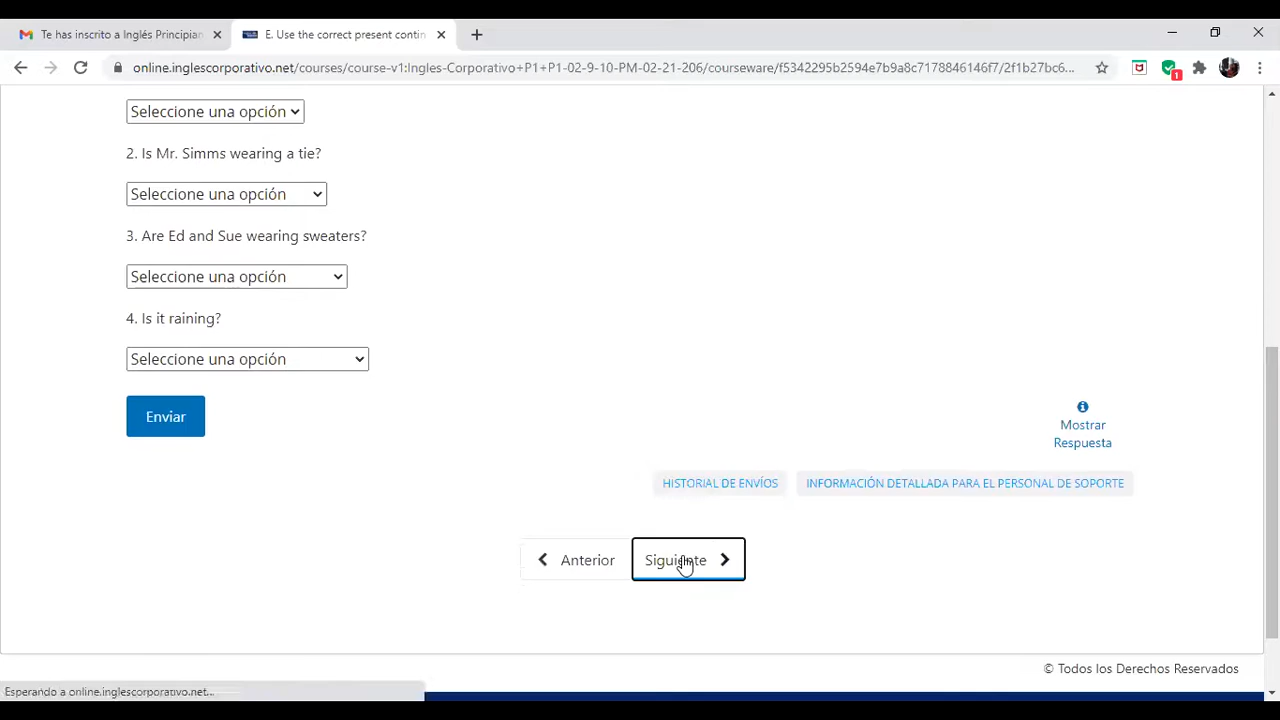 Te has inscrito a Inglés Principian
E. Use the correct present contin
online.inglescorporativo.net/courses/course-v1:Ingles-Corporativo+P1+P1-02-9-10-PM-02-21-206/courseware/f5342295b2594e7b9a8c7178846146f7/2f1b27bc6...
1
Seleccione una opción
2. Is Mr. Simms wearing a tie?
Seleccione una opción
3. Are Ed and Sue wearing sweaters?
Seleccione una opción
4. Is it raining?
Seleccione una opción
Enviar
Mostrar
Respuesta
HISTORIAL DE ENVÍOS INFORMACIÓN DETALLADA PARA EL PERSONAL DE SOPORTE
Anterior Siguiente
© Todos los Derechos Reservados
Esperando a online.inglescorporativo.net...